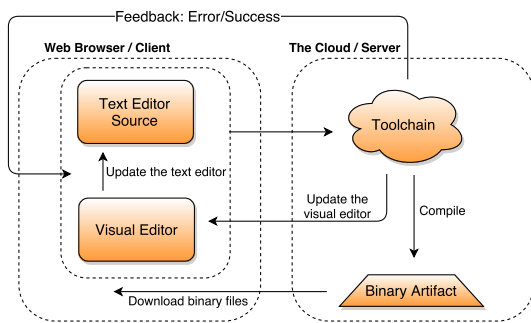 Feedback: Error/Success
Web Browser / Client
The Cloud / Server
Text Editor
Source
Toolchain
Update the text editor
Update the
visual editor
Compile
Visual Editor
Binary Artifact
Download binary files